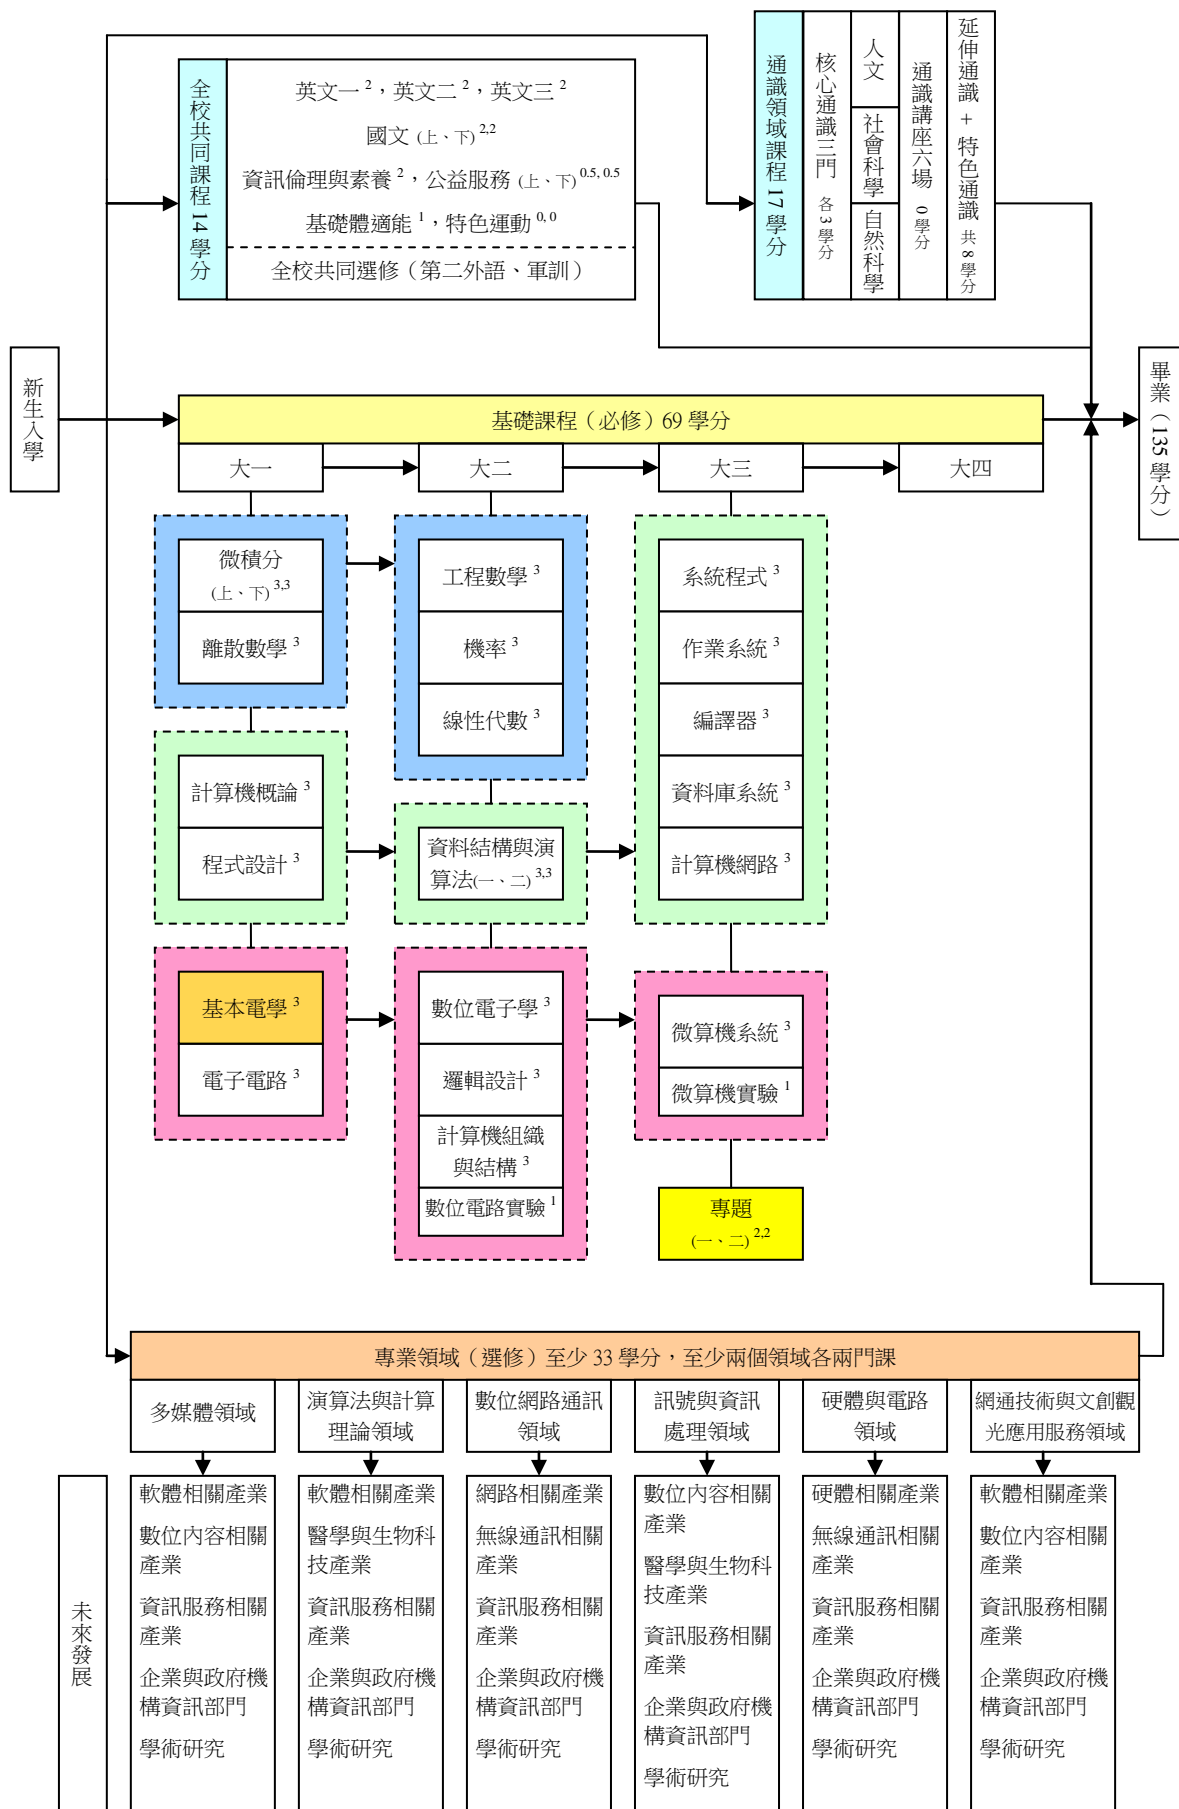 全校共同課程 14 學分
英文一 2，英文二 2，英文三 2
國文 (上、下) 2,2
資訊倫理與素養 2，公益服務 (上、下) 0.5, 0.5
基礎體適能 1，特色運動 0, 0
全校共同選修（第二外語、軍訓）
通識領域課程 17 學分
核心通識三門 各 3 學分
人文
社會科學
自然科學
通識講座六場 0 學分
延伸通識 + 特色通識 共 8 學分
新生入學
基礎課程（必修）69 學分
畢業（135 學分）
大一
大二
大三
大四
微積分
(上、下) 3,3
離散數學 3
計算機概論 3
程式設計 3
基本電學 3
電子電路 3
工程數學 3
機率 3
線性代數 3
資料結構與演
算法(一、二) 3,3
數位電子學 3
邏輯設計 3
計算機組織
與結構 3
數位電路實驗 1
系統程式 3
作業系統 3
編譯器 3
資料庫系統 3
計算機網路 3
微算機系統 3
微算機實驗 1
專題
(一、二) 2,2
專業領域（選修）至少 33 學分，至少兩個領域各兩門課
多媒體領域
演算法與計算
理論領域
數位網路通訊
領域
訊號與資訊
處理領域
硬體與電路
領域
網通技術與文創觀
光應用服務領域
未來發展
軟體相關產業
數位內容相關
產業
資訊服務相關
產業
企業與政府機
構資訊部門
學術研究
軟體相關產業
醫學與生物科
技產業
資訊服務相關
產業
企業與政府機
構資訊部門
學術研究
網路相關產業
無線通訊相關
產業
資訊服務相關
產業
企業與政府機
構資訊部門
學術研究
數位內容相關
產業
醫學與生物科
技產業
資訊服務相關
產業
企業與政府機
構資訊部門
學術研究
硬體相關產業
無線通訊相關
產業
資訊服務相關
產業
企業與政府機
構資訊部門
學術研究
軟體相關產業
數位內容相關
產業
資訊服務相關
產業
企業與政府機
構資訊部門
學術研究